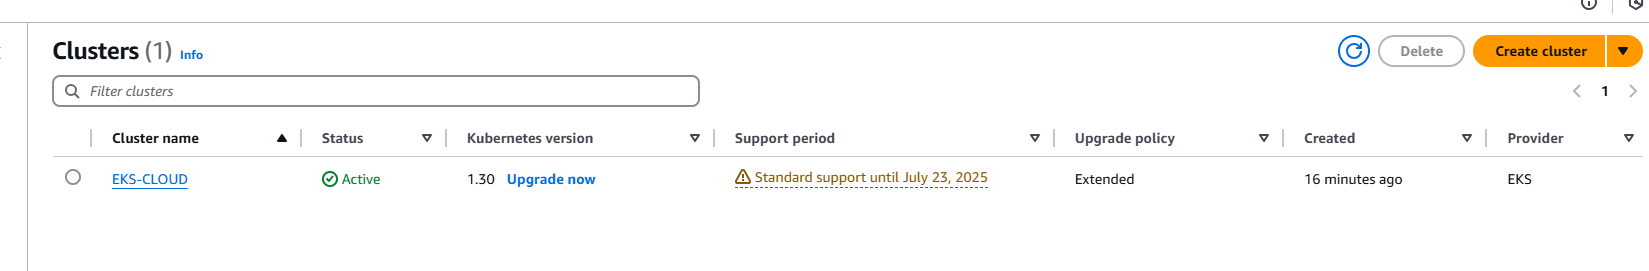 Clusters (1) Info
Delete
Create cluster
Filter clusters
1
Cluster name Status Kubernetes version Support period Upgrade policy Created Provider
EKS-CLOUD Active 1.30 Upgrade now Standard support until July 23, 2025 Extended 16 minutes ago EKS